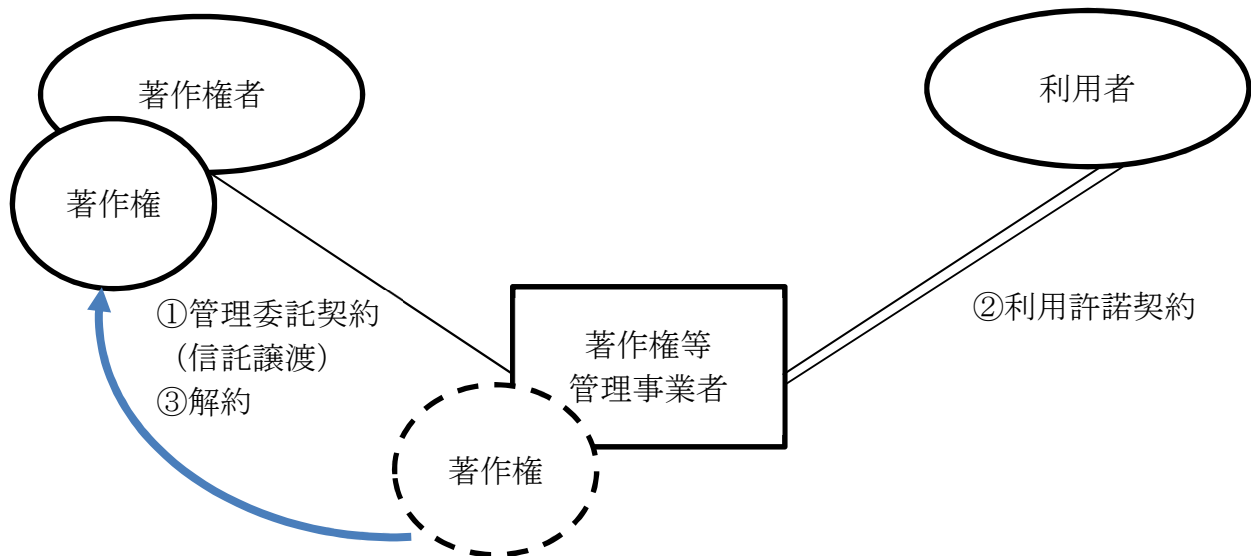 著作権者
利用者
著作権
①管理委託契約
（信託譲渡）
③解約
②利用許諾契約
著作権等
管理事業者
著作権